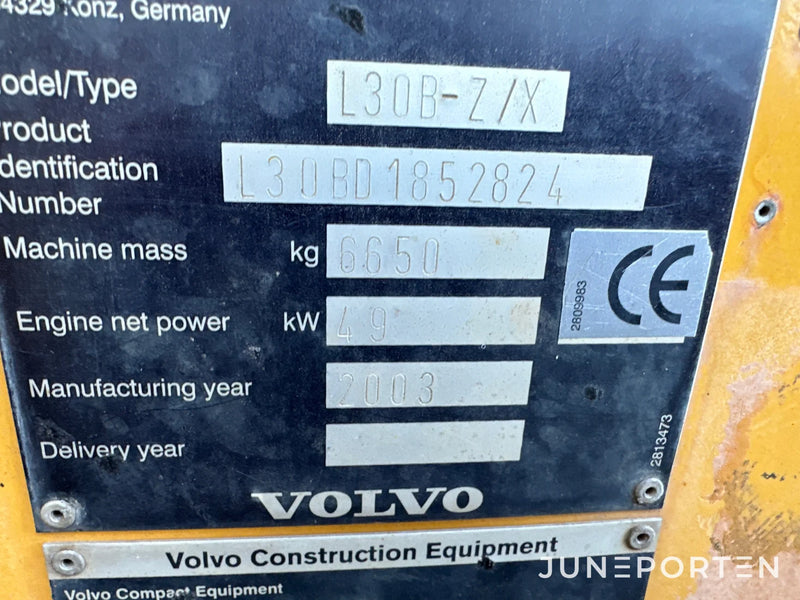 4329 Konz, Germany
odel/Type L30B-Z/X
roduct
dentification L30BD1852824
Number
Machine mass kg 6650
Engine net power kW 49
2809983
CE
Manufacturing year 2003
Delivery year
2813473
VOLVO
Volvo Construction Equipment
JUNEPORTEN
Volvo Compact Equipment